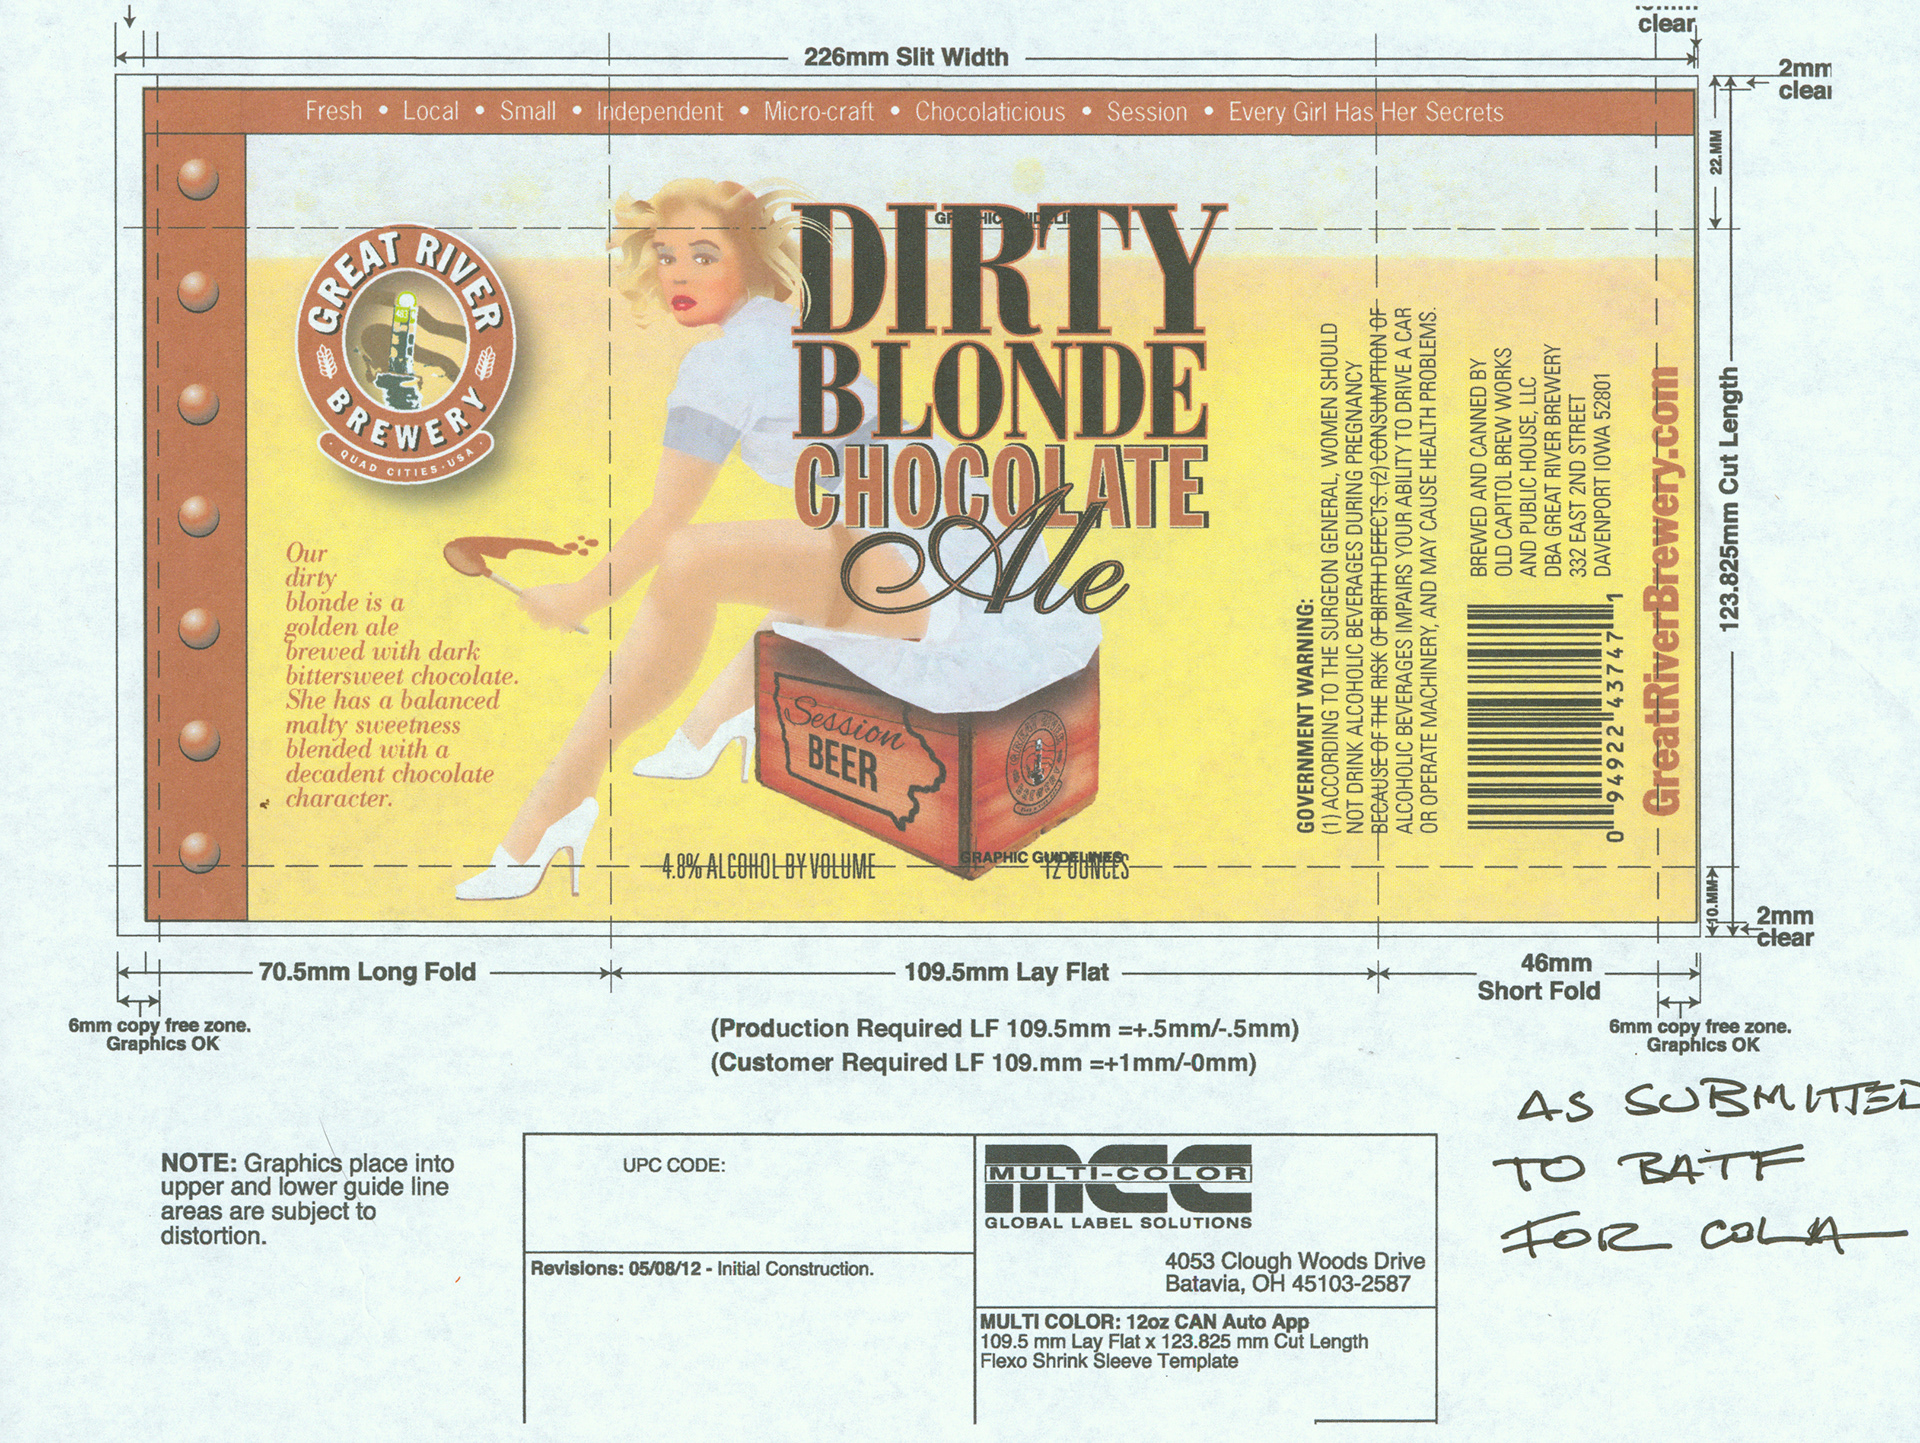 clear
226mm Slit Width
2mm
clear
Fresh • Local • Small • Independent • Micro-craft • Chocolaticious • Session • Every Girl Has Her Secrets
22.MM
GREAT RIVER
BREWERY
QUAD CITIES · USA
DIRTY
BLONDE
CHOCOLATE
Ale
Our
dirty
blonde is a
golden ale
brewed with dark
bittersweet chocolate.
She has a balanced
malty sweetness
blended with a
decadent chocolate
character.
Session
BEER
4.8% ALCOHOL BY VOLUME
GRAPHIC GUIDELINES
12 OUNCES
GOVERNMENT WARNING:
(1) ACCORDING TO THE SURGEON GENERAL, WOMEN SHOULD
NOT DRINK ALCOHOLIC BEVERAGES DURING PREGNANCY
BECAUSE OF THE RISK OF BIRTH DEFECTS. (2) CONSUMPTION OF
ALCOHOLIC BEVERAGES IMPAIRS YOUR ABILITY TO DRIVE A CAR
OR OPERATE MACHINERY, AND MAY CAUSE HEALTH PROBLEMS.
BREWED AND CANNED BY
OLD CAPITOL BREW WORKS
AND PUBLIC HOUSE, LLC
DBA GREAT RIVER BREWERY
332 EAST 2ND STREET
DAVENPORT IOWA 52801
0 94922 43747 1
GreatRiverBrewery.com
123.825mm Cut Length
10.MM
2mm
clear
70.5mm Long Fold
109.5mm Lay Flat
46mm
Short Fold
6mm copy free zone.
Graphics OK
6mm copy free zone.
Graphics OK
(Production Required LF 109.5mm =+.5mm/-.5mm)
(Customer Required LF 109.mm =+1mm/-0mm)
AS SUBMITTED
TO BATF
FOR COLA
NOTE: Graphics place into
upper and lower guide line
areas are subject to
distortion.
UPC CODE:
Revisions: 05/08/12 - Initial Construction.
mcc
MULTI-COLOR
GLOBAL LABEL SOLUTIONS
4053 Clough Woods Drive
Batavia, OH 45103-2587
MULTI COLOR: 12oz CAN Auto App
109.5 mm Lay Flat x 123.825 mm Cut Length
Flexo Shrink Sleeve Template